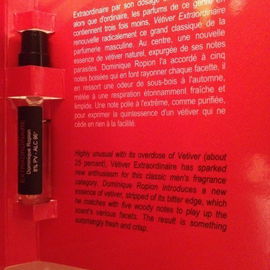 Extraordinaire par son dosage
alors que d'ordinaire, les parfums de ce genre en
contiennent trois fois moins, Vétiver Extraordinaire
renouvelle radicalement ce grand classique de la
parfumerie masculine. Au centre, une nouvelle
essence de vétiver naturel, expurgée de ses notes
parasites. Dominique Ropion l'a accordé à cinq
notes boisées qui en font rayonner chaque facette, il
en ressort une odeur de sous-bois à l'automne,
mêlée à une respiration étonnamment fraîche et
limpide. Une note polie à l'extrême, comme purifiée,
pour exprimer la quintessence d'un vétiver qui ne
cède en rien à la facilité.
Highly unusual with its overdose of Vetiver (about
25 percent), Vétiver Extraordinaire has sparked
new enthusiasm for this classic men's fragrance
category. Dominique Ropion introduces a new
essence of vetiver, stripped of its bitter edge, which
he matches with five woody notes to play up the
scent's various facets. The result is something
surprisingly fresh and crisp.
Dominique Ropion